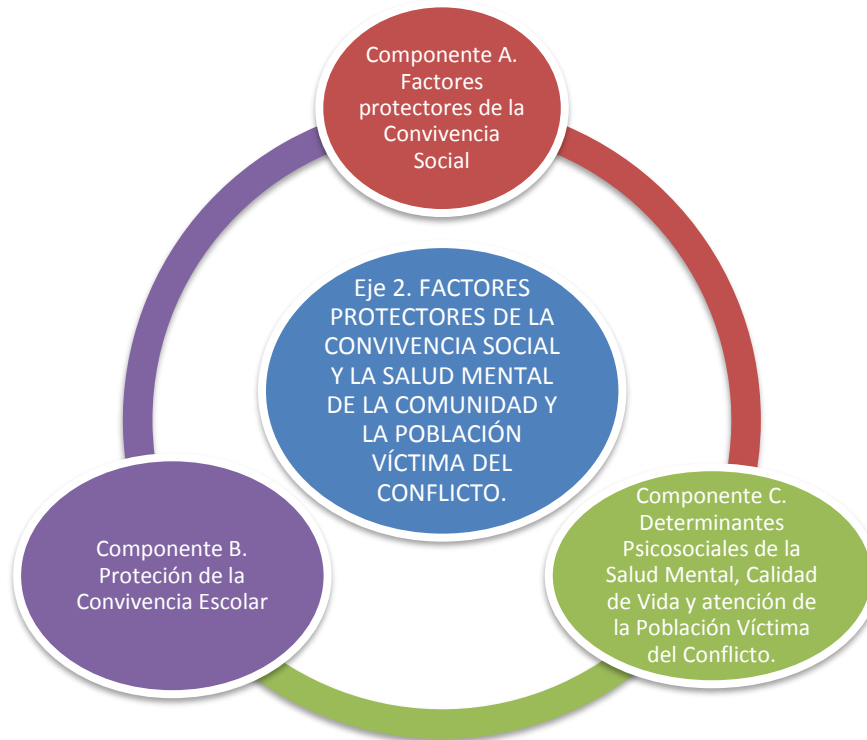 Componente A.
Factores
protectores de la
Convivencia
Social
Eje 2. FACTORES
PROTECTORES DE LA
CONVIVENCIA SOCIAL
Y LA SALUD MENTAL
DE LA COMUNIDAD Y
LA POBLACIÓN
VÍCTIMA DEL
CONFLICTO.
Componente B.
Proteción de la
Convivencia Escolar
Componente C.
Determinantes
Psicosociales de la
Salud Mental, Calidad
de Vida y atención de
la Población Víctima
del Conflicto.